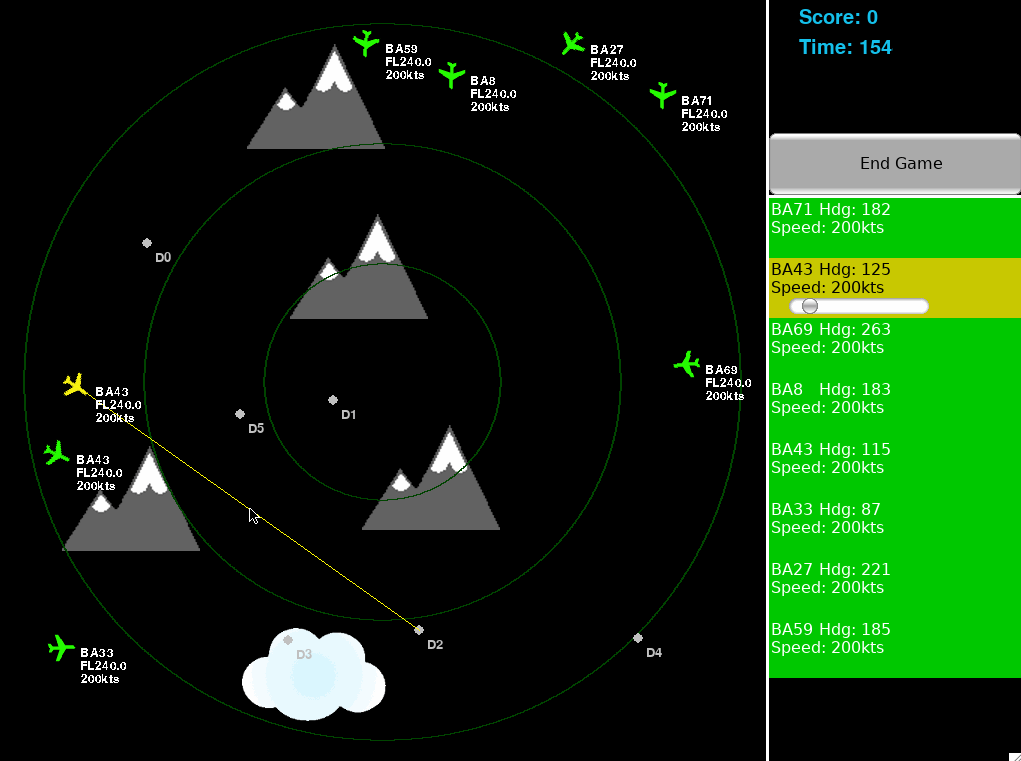 BA59
FL240.0
200kts
BA8
FL240.0
200kts
BA27
FL240.0
200kts
BA71
FL240.0
200kts
D0
BA69
FL240.0
200kts
BA43
FL240.0
200kts
D1
D5
BA43
FL240.0
200kts
D2
D3
D4
BA33
FL240.0
200kts
Score: 0
Time: 154
End Game
BA71 Hdg: 182
Speed: 200kts
BA43 Hdg: 125
Speed: 200kts
BA69 Hdg: 263
Speed: 200kts
BA8 Hdg: 183
Speed: 200kts
BA43 Hdg: 115
Speed: 200kts
BA33 Hdg: 87
Speed: 200kts
BA27 Hdg: 221
Speed: 200kts
BA59 Hdg: 185
Speed: 200kts